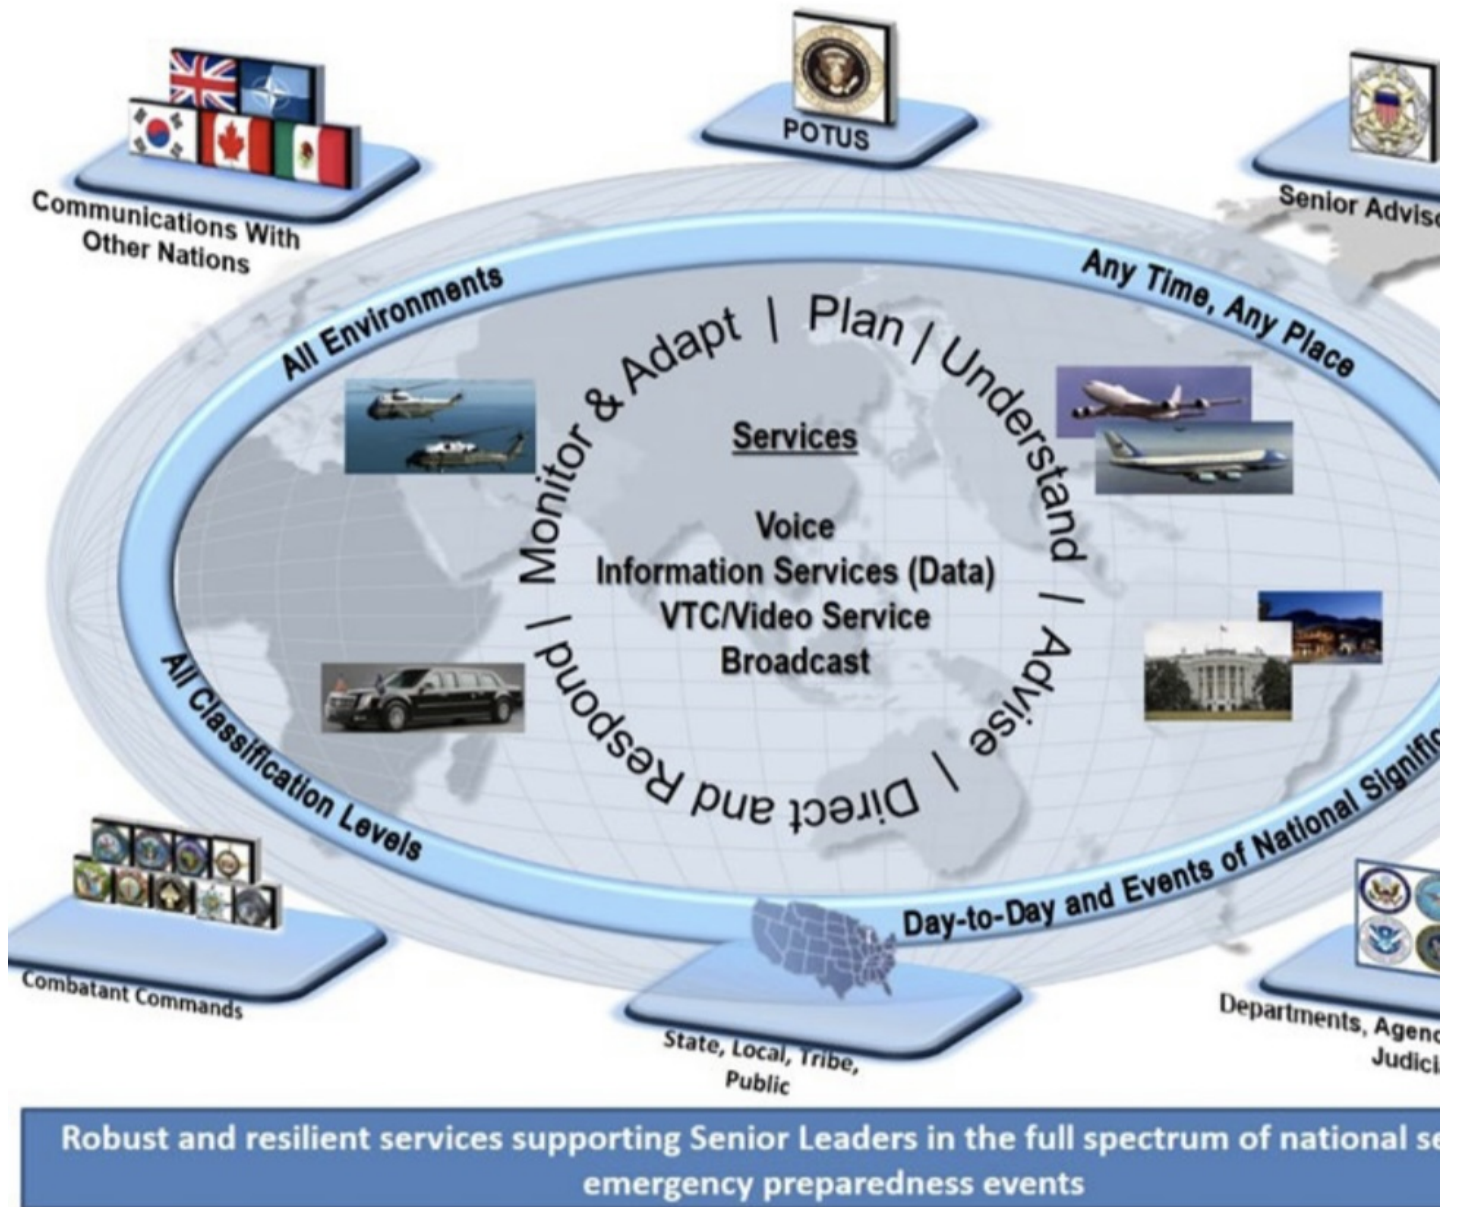 POTUS
Senior Adviso
Communications With
Other Nations
All Environments
Any Time, Any Place
Monitor & Adapt | Plan | Understand | Advise | Direct and Respond |
Services
Voice
Information Services (Data)
VTC/Video Service
Broadcast
All Classification Levels
Day-to-Day and Events of National Signific
Combatant Commands
State, Local, Tribe,
Public
Departments, Agenc
Judici
Robust and resilient services supporting Senior Leaders in the full spectrum of national se
emergency preparedness events